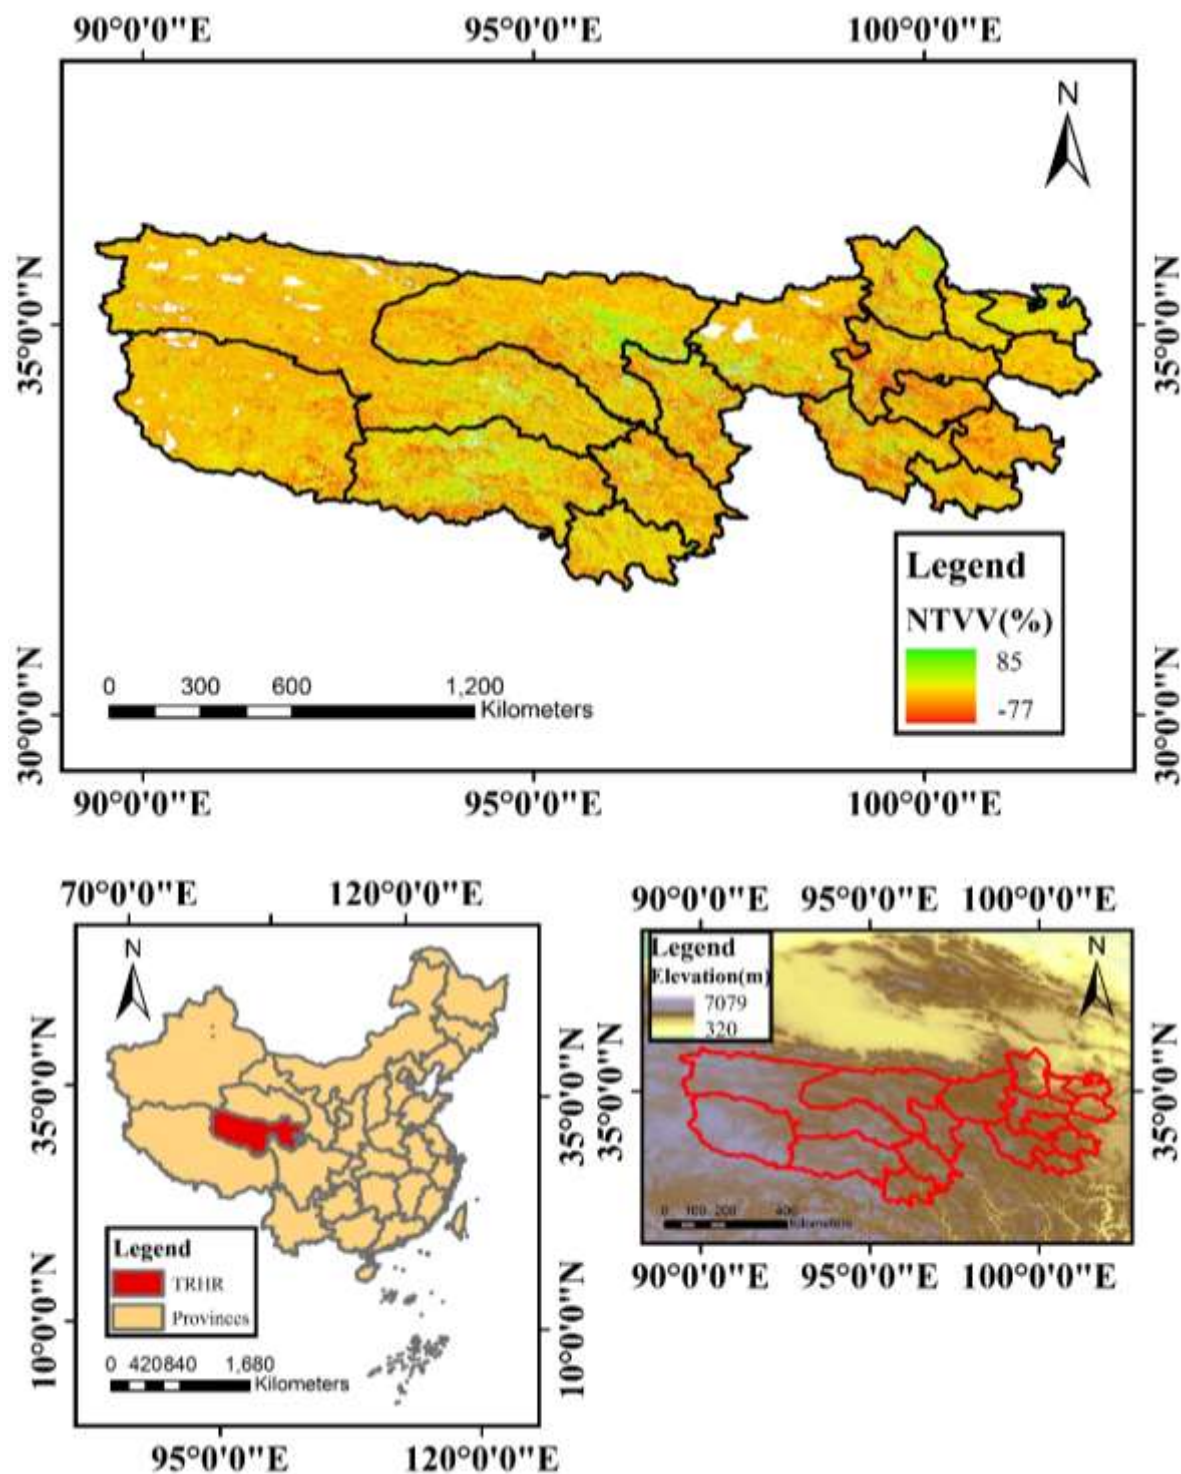 90°0'0"E 95°0'0"E 100°0'0"E
N
35°0'0"N 35°0'0"N
Legend
NTVV(%)
85
-77
0 300 600 1,200
Kilometers
30°0'0"N 30°0'0"N
90°0'0"E 95°0'0"E 100°0'0"E
70°0'0"E 120°0'0"E
N
35°0'0"N 35°0'0"N
Legend
TRHR
Provinces
0 420 840 1,680
Kilometers
10°0'0"N 10°0'0"N
95°0'0"E 120°0'0"E
90°0'0"E 95°0'0"E 100°0'0"E
Legend
Elevation(m)
7079
320
N
35°0'0"N 35°0'0"N
0 100 200 400
Kilometers
90°0'0"E 95°0'0"E 100°0'0"E